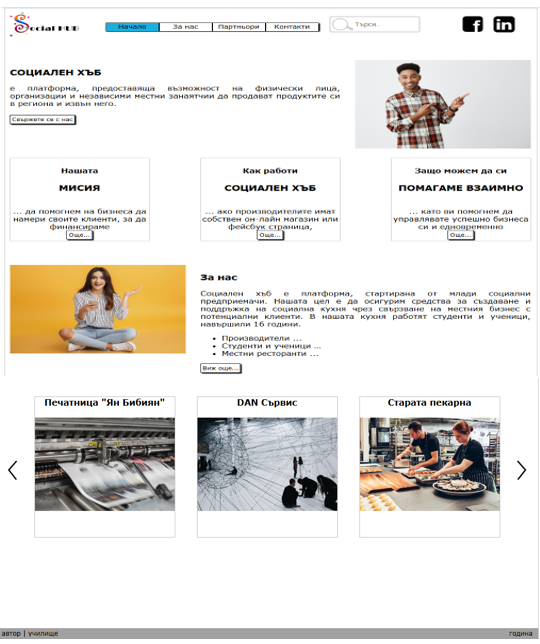 Social HUB
Начало
За нас
Партньори
Контакти
Търси..
СОЦИАЛЕН ХЪБ
е платформа, предоставяща възможност на физически лица,
организации и независими местни занаятчии да продават продуктите си
в региона и извън него.
Свържете се с нас
Нашата
МИСИЯ
... да помогнем на бизнеса да
намери своите клиенти, за да
финансираме
Още...
Как работи
СОЦИАЛЕН ХЪБ
... ако производителите имат
собствен он-лайн магазин или
фейсбук страница,
Още...
Защо можем да си
ПОМАГАМЕ ВЗАИМНО
... като ви помогнем да
управлявате успешно бизнеса
си и едновременно
Още...
За нас
Социален хъб е платформа, стартирана от млади социални
предприемачи. Нашата цел е да осигурим средства за създаване и
поддръжка на социална кухня чрез свързване на местния бизнес с
потенциални клиенти. В нашата кухня работят студенти и ученици,
навършили 16 години.
• Производители ...
• Студенти и ученици ...
• Местни ресторанти ...
Виж още...
Печатница "Ян Бибиян"
DAN Сървис
Старата пекарна
автор | училище
година